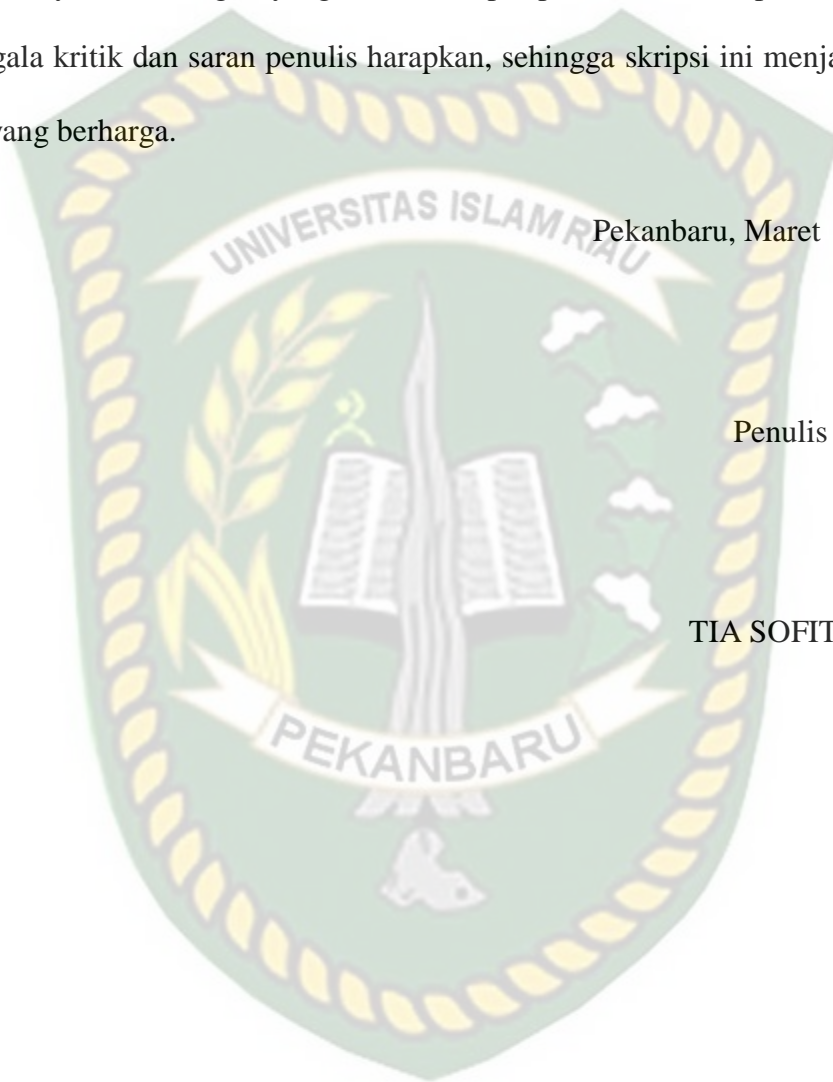 gala kritik dan saran penulis harapkan, sehingga skripsi ini menja
yang berharga.
UNIVERSITAS ISLAM RIAU
Pekanbaru, Maret
Penulis
TIA SOFIT
PEKANBARU